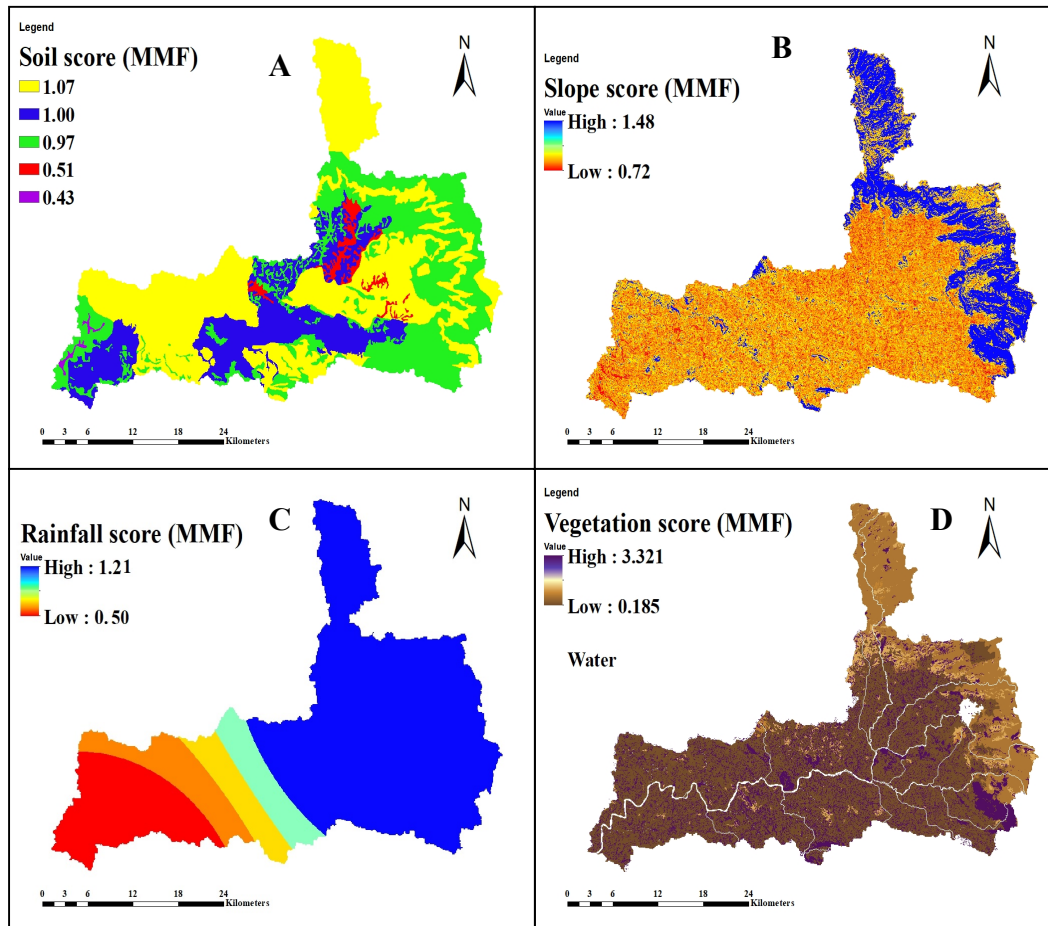 Legend
Soil score (MMF)
1.07
1.00
0.97
0.51
0.43
A
N
0 3 6 12 18 24
Kilometers
B
N
Legend
Slope score (MMF)
Value
High : 1.48
Low : 0.72
0 3 6 12 18 24
Kilometers
Rainfall score (MMF)
Value
High : 1.21
Low : 0.50
C
N
0 3 6 12 18 24
Kilometers
Legend
Vegetation score (MMF)
Value
High : 3.321
Low : 0.185
Water
D
N
0 3 6 12 18 24
Kilometers